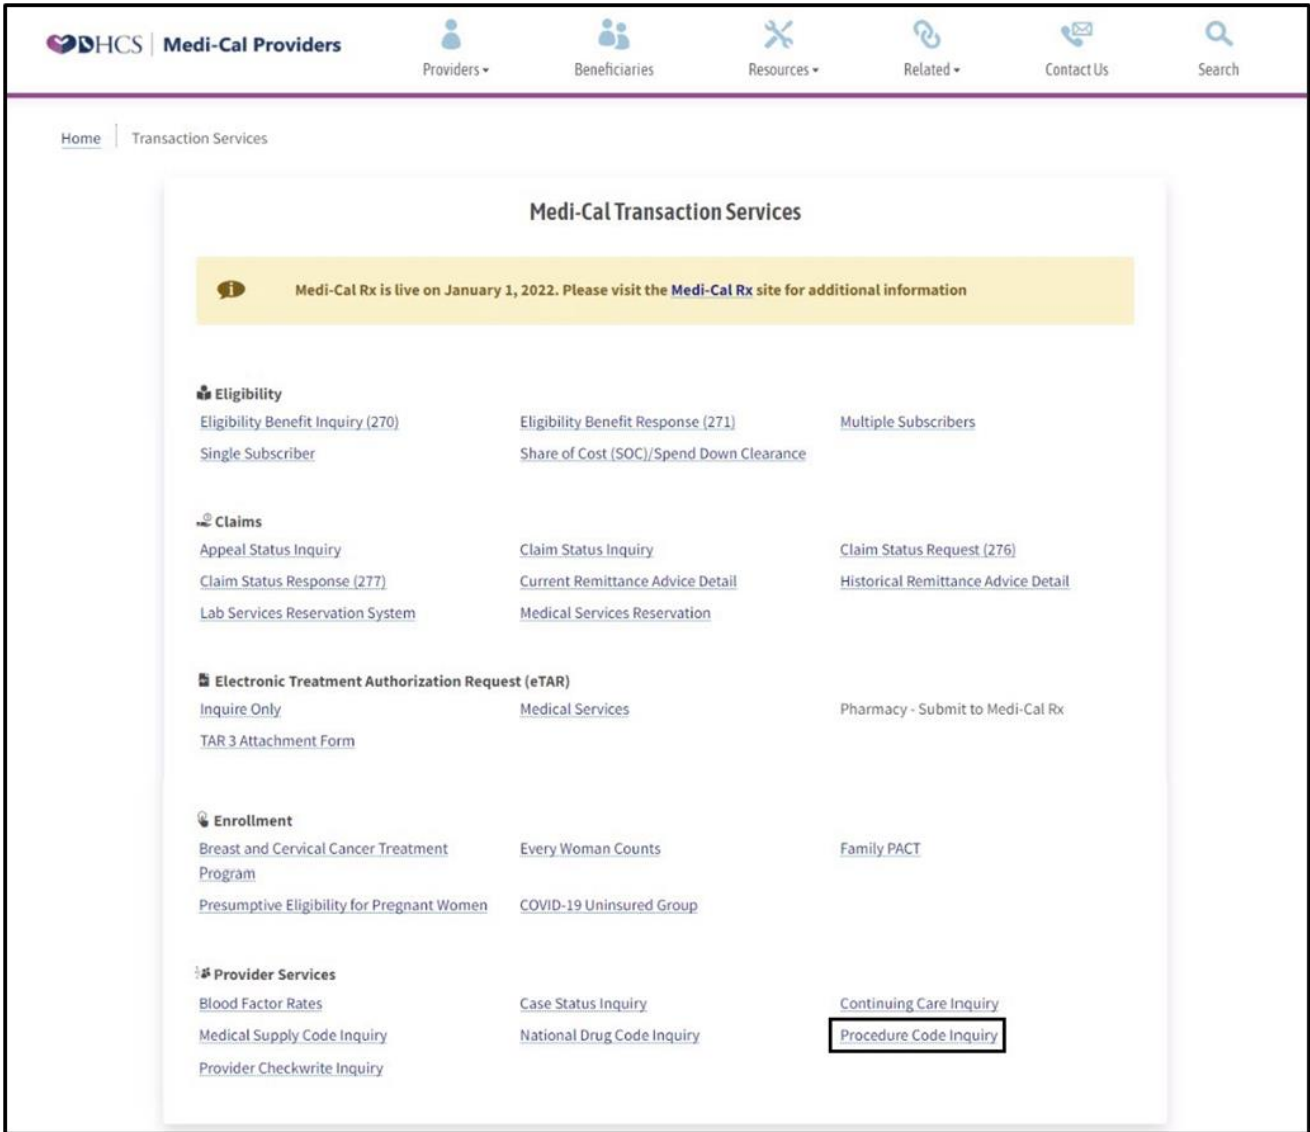 DHCS | Medi-Cal Providers
Providers
Beneficiaries
Resources
Related
Contact Us
Search
Home | Transaction Services
Medi-Cal Transaction Services
Medi-Cal Rx is live on January 1, 2022. Please visit the Medi-Cal Rx site for additional information
Eligibility
Eligibility Benefit Inquiry (270)
Eligibility Benefit Response (271)
Multiple Subscribers
Single Subscriber
Share of Cost (SOC)/Spend Down Clearance
Claims
Appeal Status Inquiry
Claim Status Inquiry
Claim Status Request (276)
Claim Status Response (277)
Current Remittance Advice Detail
Historical Remittance Advice Detail
Lab Services Reservation System
Medical Services Reservation
Electronic Treatment Authorization Request (eTAR)
Inquire Only
Medical Services
Pharmacy - Submit to Medi-Cal Rx
TAR 3 Attachment Form
Enrollment
Breast and Cervical Cancer Treatment
Program
Every Woman Counts
Family PACT
Presumptive Eligibility for Pregnant Women
COVID-19 Uninsured Group
Provider Services
Blood Factor Rates
Case Status Inquiry
Continuing Care Inquiry
Medical Supply Code Inquiry
National Drug Code Inquiry
Procedure Code Inquiry
Provider Checkwrite Inquiry